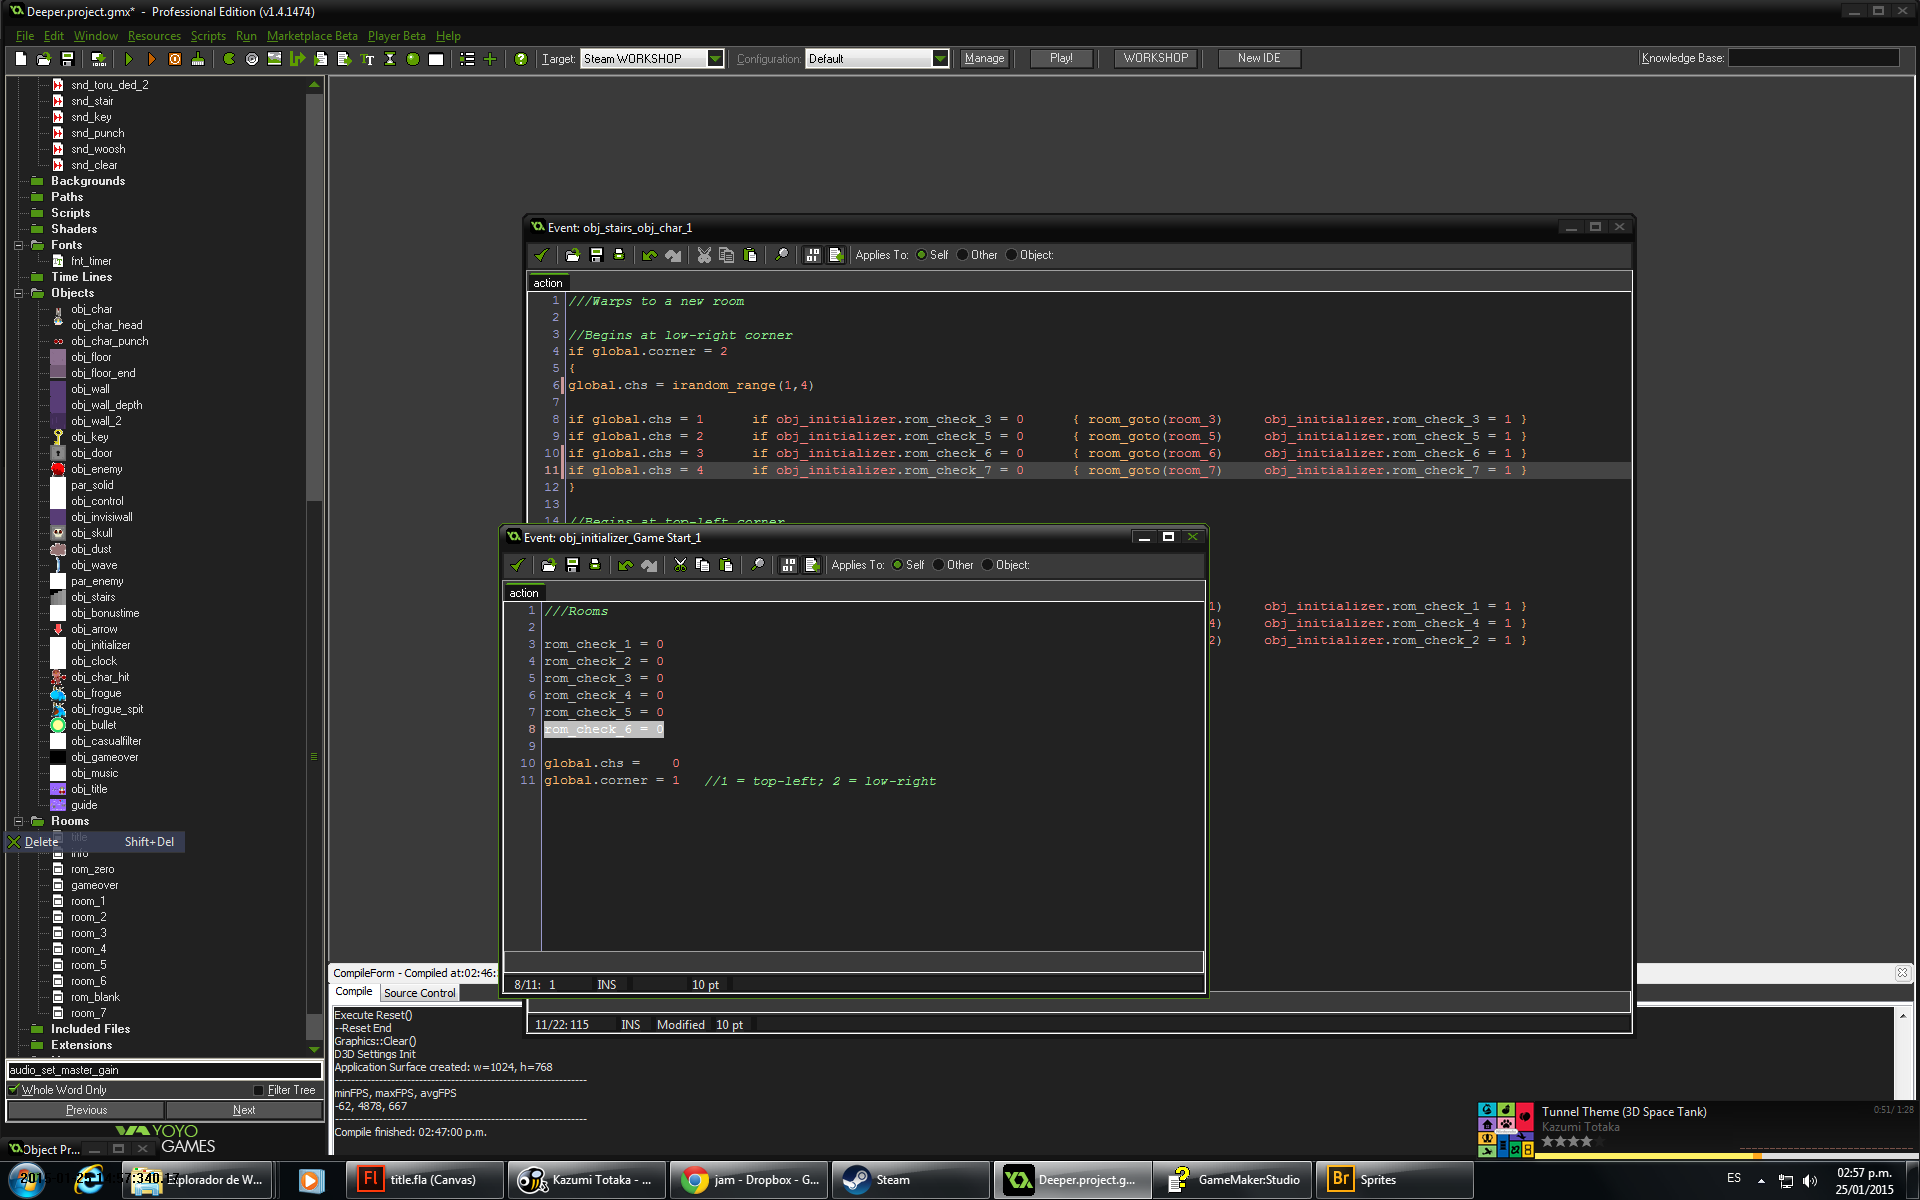 Deeper.project.gmx*  -  Professional Edition (v1.4.1474)
File Edit Window Resources Scripts Run Marketplace Beta Player Beta Help
Target: Steam WORKSHOP Configuration: Default Manage Play! WORKSHOP New IDE Knowledge Base:
snd_toru_ded_2
snd_stair
snd_key
snd_punch
snd_woosh
snd_clear
Backgrounds
Paths
Scripts
Shaders
Fonts
fnt_timer
Time Lines
Objects
obj_char
obj_char_head
obj_char_punch
obj_floor
obj_floor_end
obj_wall
obj_wall_depth
obj_wall_2
obj_key
obj_door
obj_enemy
par_solid
obj_control
obj_invisiwall
obj_skull
obj_dust
obj_wave
par_enemy
obj_stairs
obj_bonustime
obj_arrow
obj_initializer
obj_clock
obj_char_hit
obj_frogue
obj_frogue_spit
obj_bullet
obj_casualfilter
obj_gameover
obj_music
obj_title
guide
Rooms
title
Delete Shift+Del
info
rom_zero
gameover
room_1
room_2
room_3
room_4
room_5
room_6
rom_blank
room_7
Included Files
Extensions
audio_set_master_gain
Whole Word Only Filter Tree
Previous Next
YOYO GAMES
Object Pr...
Event: obj_stairs_obj_char_1
Applies To: Self Other Object:
action
1 ///Warps to a new room
2
3 //Begins at low-right corner
4 if global.corner = 2
5 {
6 global.chs = irandom_range(1,4)
7
8 if global.chs = 1 if obj_initializer.rom_check_3 = 0 { room_goto(room_3) obj_initializer.rom_check_3 = 1 }
9 if global.chs = 2 if obj_initializer.rom_check_5 = 0 { room_goto(room_5) obj_initializer.rom_check_5 = 1 }
10 if global.chs = 3 if obj_initializer.rom_check_6 = 0 { room_goto(room_6) obj_initializer.rom_check_6 = 1 }
11 if global.chs = 4 if obj_initializer.rom_check_7 = 0 { room_goto(room_7) obj_initializer.rom_check_7 = 1 }
12 }
13
14 //Begins at top-left corner
1) obj_initializer.rom_check_1 = 1 }
4) obj_initializer.rom_check_4 = 1 }
2) obj_initializer.rom_check_2 = 1 }
11/22: 115 INS Modified 10 pt
Event: obj_initializer_Game Start_1
Applies To: Self Other Object:
action
1 ///Rooms
2
3 rom_check_1 = 0
4 rom_check_2 = 0
5 rom_check_3 = 0
6 rom_check_4 = 0
7 rom_check_5 = 0
8 rom_check_6 = 0
9
10 global.chs = 0
11 global.corner = 1 //1 = top-left; 2 = low-right
8/11: 1 INS 10 pt
CompileForm - Compiled at:02:46:
Compile Source Control
Execute Reset()
--Reset End
Graphics::Clear()
D3D Settings Init
Application Surface created: w=1024, h=768
minFPS, maxFPS, avgFPS
-62, 4878, 667
Compile finished: 02:47:00 p.m.
Tunnel Theme (3D Space Tank) 0:51/ 1:28
Kazumi Totaka
Explorador de W... title.fla (Canvas) Kazumi Totaka - ... jam - Dropbox - G... Steam Deeper.project.g... GameMaker:Studio Sprites
ES 02:57 p.m.
25/01/2015